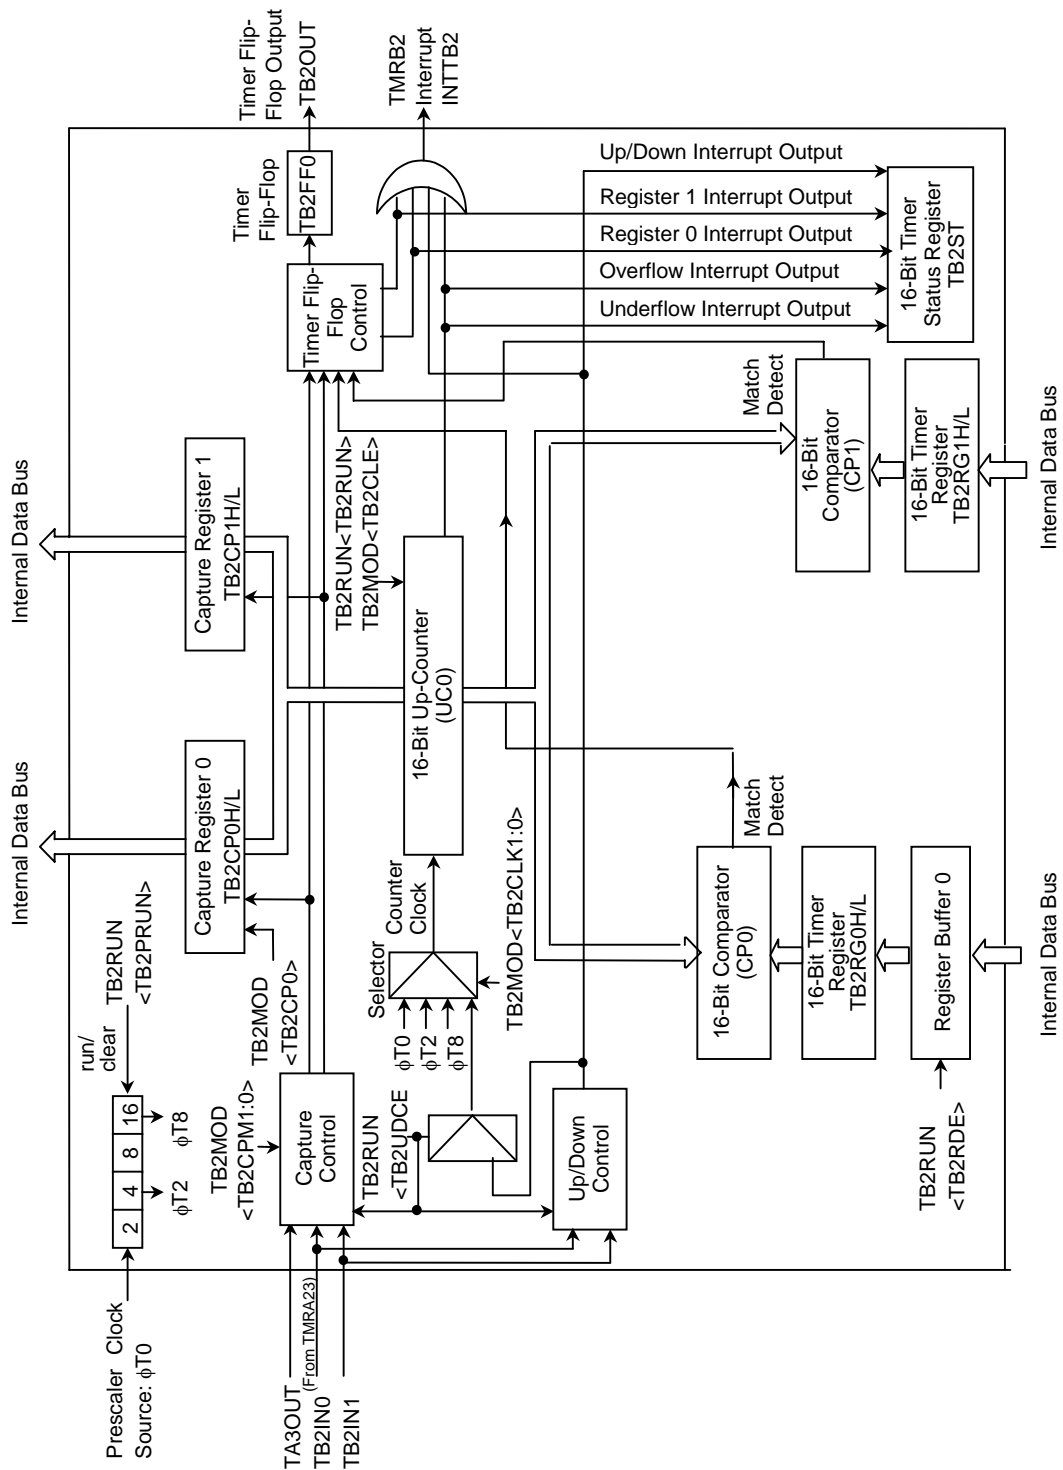 Prescaler Clock
Source: ϕT0
2
4
8
16
ϕT2
ϕT8
run/
clear
TB2RUN
<TB2PRUN>
Internal Data Bus
Internal Data Bus
Capture Register 0
TB2CP0H/L
Capture Register 1
TB2CP1H/L
TB2MOD
<TB2CP0>
TB2MOD
<TB2CPM1:0>
TA3OUT
(From TMRA23)
TB2IN0
TB2IN1
Capture
Control
TB2RUN
<TB2UDCE
Up/Down
Control
Selector
ϕT0
ϕT2
ϕT8
Counter
Clock
TB2MOD<TB2CLK1:0>
16-Bit Up-Counter
(UC0)
TB2RUN<TB2RUN>
TB2MOD<TB2CLE>
Timer Flip-
Flop
Control
Timer
Flip-Flop
TB2FF0
Timer Flip-
Flop Output
TB2OUT
TMRB2
Interrupt
INTTB2
Up/Down Interrupt Output
Register 1 Interrupt Output
Register 0 Interrupt Output
Overflow Interrupt Output
Underflow Interrupt Output
16-Bit Timer
Status Register
TB2ST
16-Bit Comparator
(CP0)
Match
Detect
16-Bit Timer
Register
TB2RG0H/L
Register Buffer 0
TB2RUN
<TB2RDE>
Internal Data Bus
16-Bit
Comparator
(CP1)
Match
Detect
16-Bit Timer
Register
TB2RG1H/L
Internal Data Bus